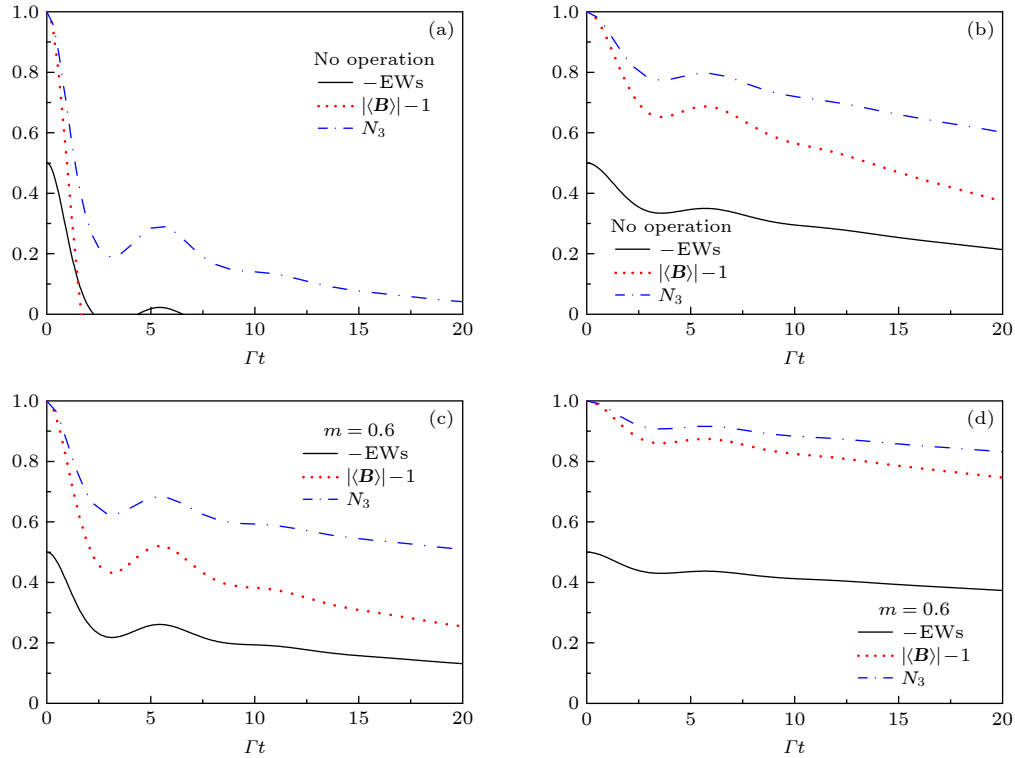 (a)
No operation
−EWs
|⟨B⟩|−1
N₃
1.0
0.8
0.6
0.4
0.2
0
0
5
10
15
20
Γt
(b)
No operation
−EWs
|⟨B⟩|−1
N₃
1.0
0.8
0.6
0.4
0.2
0
0
5
10
15
20
Γt
(c)
m = 0.6
−EWs
|⟨B⟩|−1
N₃
1.0
0.8
0.6
0.4
0.2
0
0
5
10
15
20
Γt
(d)
m = 0.6
−EWs
|⟨B⟩|−1
N₃
1.0
0.8
0.6
0.4
0.2
0
0
5
10
15
20
Γt